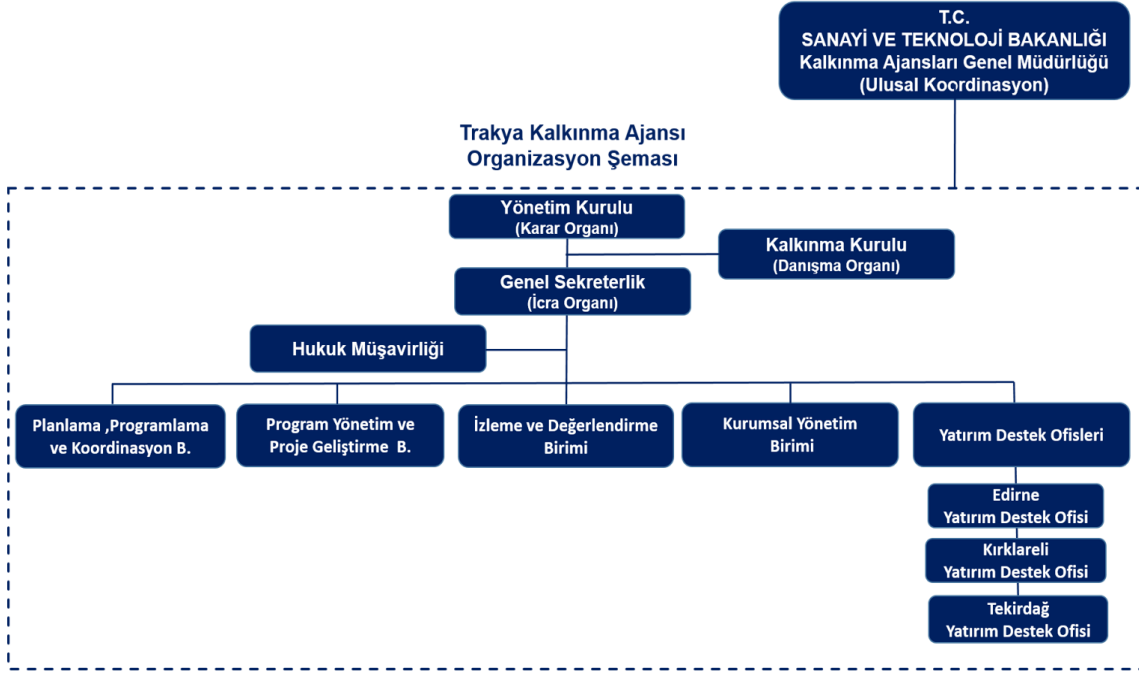 T.C.
SANAYİ VE TEKNOLOJİ BAKANLIĞI
Kalkınma Ajansları Genel Müdürlüğü
(Ulusal Koordinasyon)
Trakya Kalkınma Ajansı
Organizasyon Şeması
Yönetim Kurulu
(Karar Organı)
Kalkınma Kurulu
(Danışma Organı)
Genel Sekreterlik
(İcra Organı)
Hukuk Müşavirliği
Planlama ,Programlama
ve Koordinasyon B.
Program Yönetim ve
Proje Geliştirme B.
İzleme ve Değerlendirme
Birimi
Kurumsal Yönetim
Birimi
Yatırım Destek Ofisleri
Edirne
Yatırım Destek Ofisi
Kırklareli
Yatırım Destek Ofisi
Tekirdağ
Yatırım Destek Ofisi